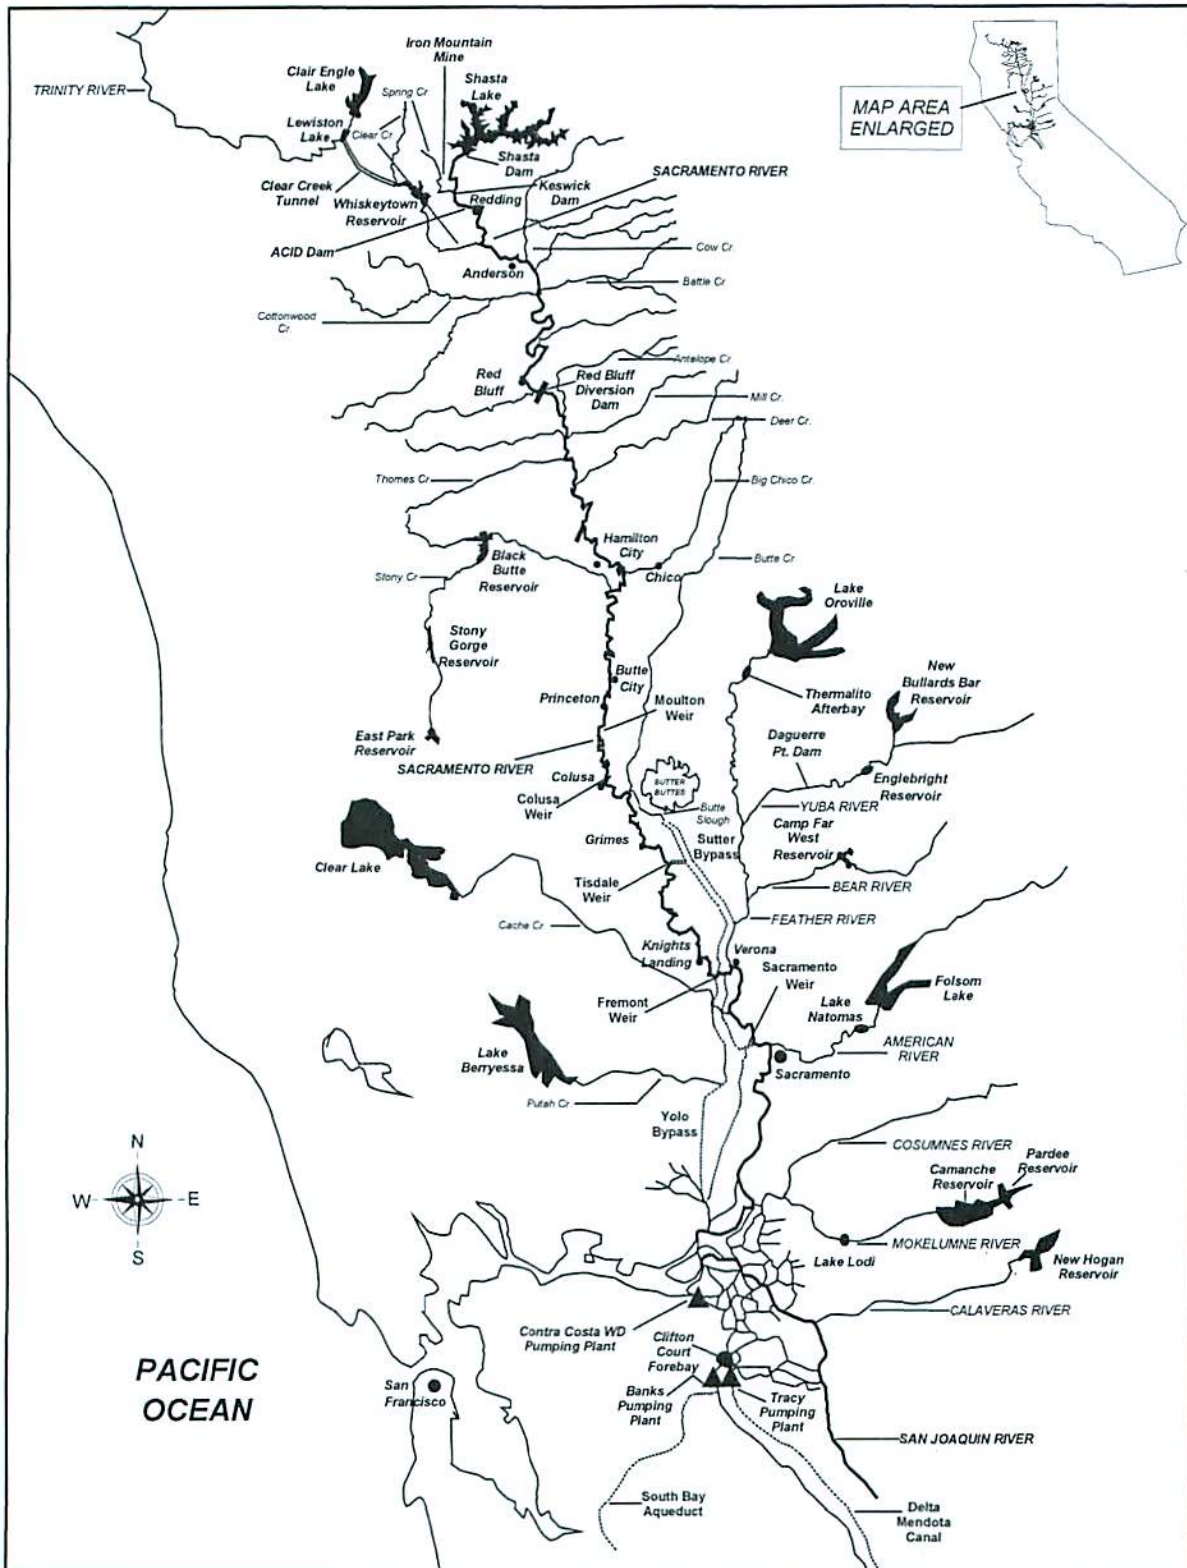 Iron Mountain
Mine
Clair Engle
Lake
Shasta
Lake
TRINITY RIVER
Spring Cr
MAP AREA
ENLARGED
Lewiston
Lake
Clear Cr
Shasta
Dam
SACRAMENTO RIVER
Clear Creek
Tunnel
Keswick
Dam
Redding
Whiskeytown
Reservoir
ACID Dam
Cow Cr.
Anderson
Battle Cr
Cottonwood
Cr.
Antelope Cr
Red
Bluff
Red Bluff
Diversion
Dam
Mill Cr.
Deer Cr.
Thomes Cr
Big Chico Cr.
Hamilton
City
Black
Butte
Reservoir
Butte Cr
Stony Cr
Chico
Lake
Oroville
Stony
Gorge
Reservoir
Butte
City
New
Bullards Bar
Reservoir
Princeton
Moulton
Weir
Thermalito
Afterbay
East Park
Reservoir
Daguerre
Pt. Dam
SACRAMENTO RIVER
Colusa
BUTTER
BUTTES
Englebright
Reservoir
Colusa
Weir
Butte
Slough
YUBA RIVER
Camp Far
West
Reservoir
Grimes
Sutter
Bypass
Clear Lake
Tisdale
Weir
BEAR RIVER
FEATHER RIVER
Cache Cr
Knights
Landing
Verona
Sacramento
Weir
Folsom
Lake
Fremont
Weir
Lake
Natomas
AMERICAN
RIVER
Lake
Berryessa
Sacramento
Putah Cr
Yolo
Bypass
COSUMNES RIVER
N
W
E
S
Pardee
Reservoir
Camanche
Reservoir
MOKELUMNE RIVER
Lake Lodi
New Hogan
Reservoir
CALAVERAS RIVER
Contra Costa WD
Pumping Plant
Clifton
Court
Forebay
PACIFIC
OCEAN
San
Francisco
Banks
Pumping
Plant
Tracy
Pumping
Plant
SAN JOAQUIN RIVER
South Bay
Aqueduct
Delta
Mendota
Canal